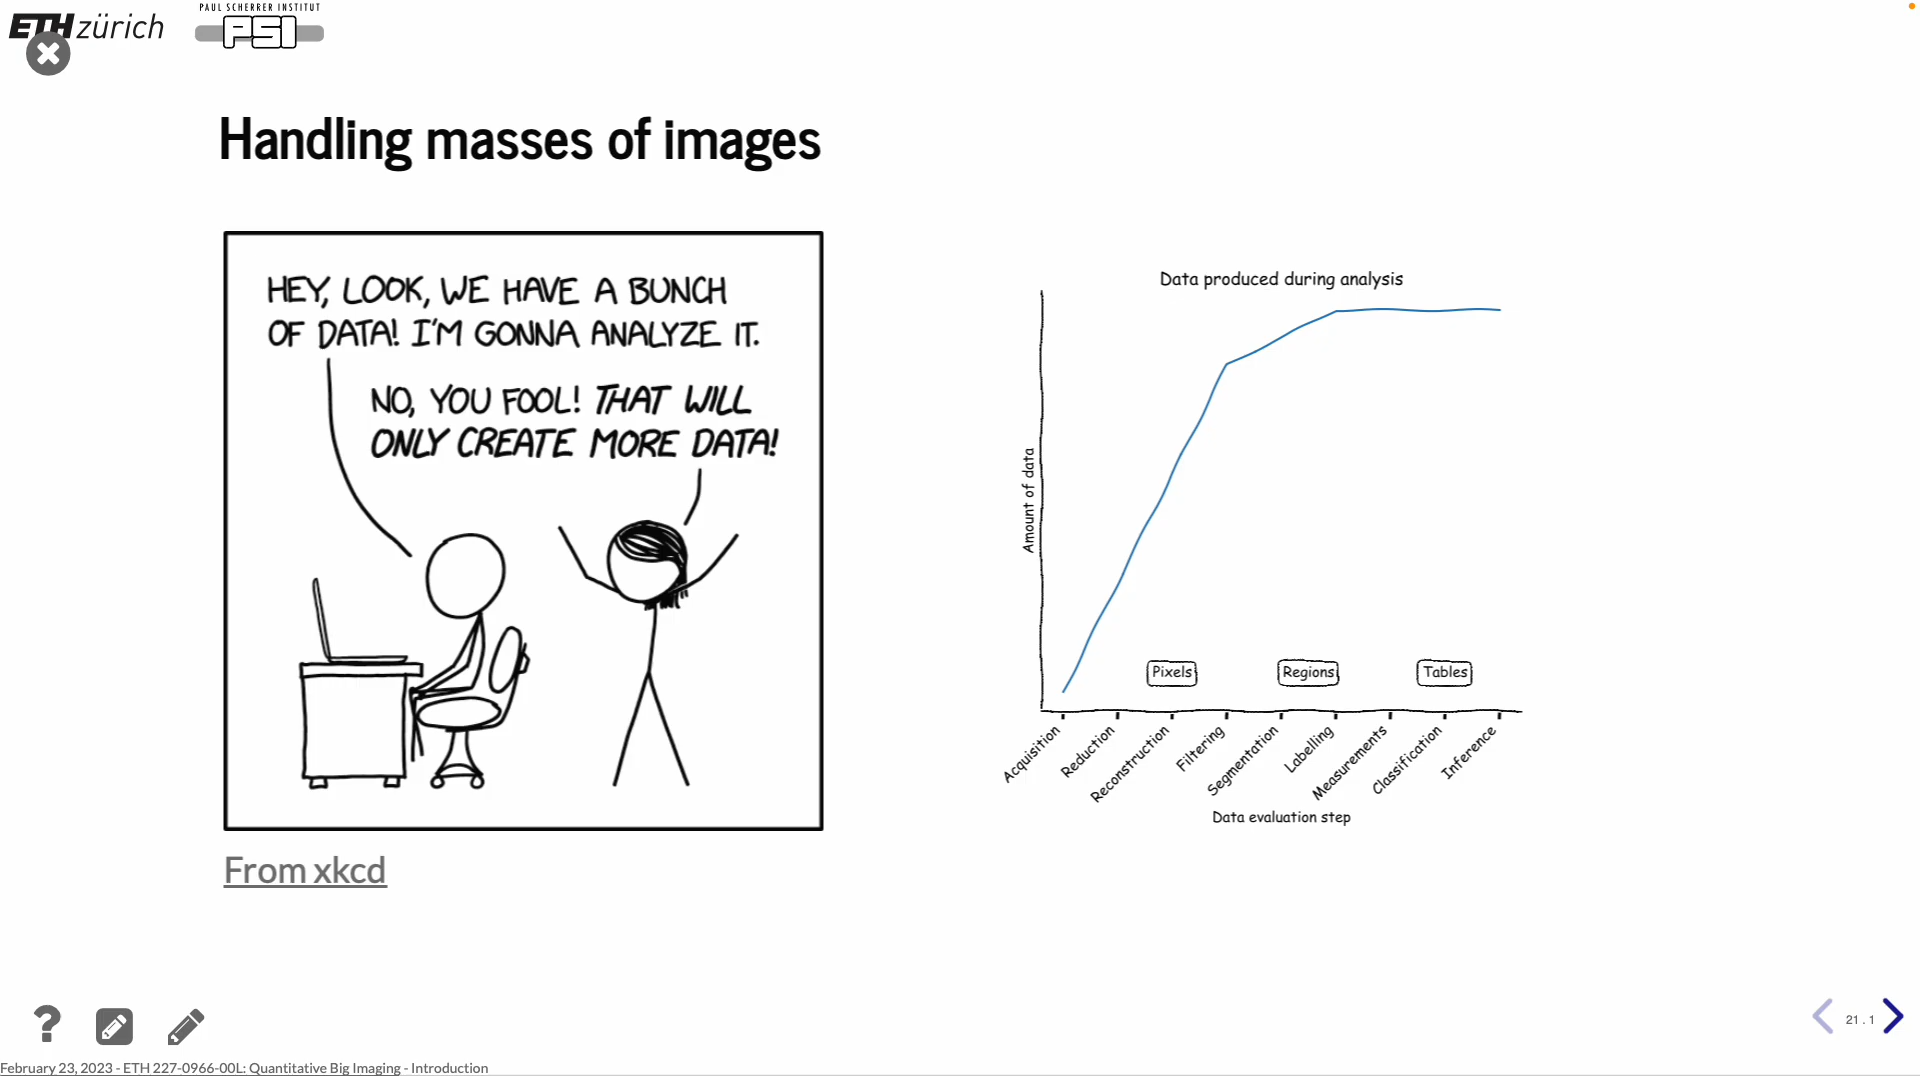 ETH zürich
PAUL SCHERRER INSTITUT
PSI
Handling masses of images
HEY, LOOK, WE HAVE A BUNCH
OF DATA! I'M GONNA ANALYZE IT.
NO, YOU FOOL! THAT WILL
ONLY CREATE MORE DATA!
From xkcd
Data produced during analysis
Amount of data
Pixels
Regions
Tables
Acquisition
Reduction
Reconstruction
Filtering
Segmentation
Labelling
Measurements
Classification
Inference
Data evaluation step
?
21 . 1
February 23, 2023 - ETH 227-0966-00L: Quantitative Big Imaging - Introduction